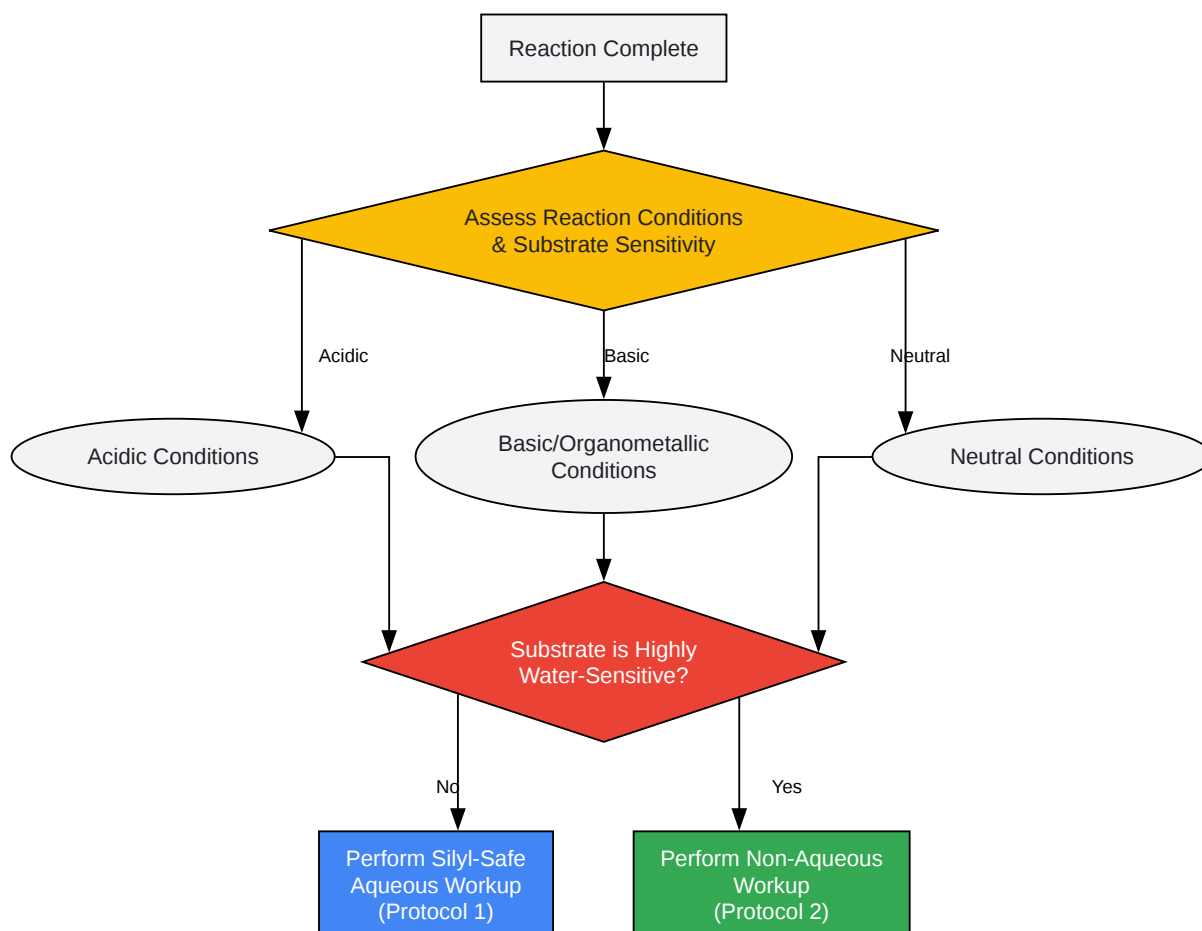 Reaction Complete
Assess Reaction Conditions
& Substrate Sensitivity
Acidic
Basic
Neutral
Acidic Conditions
Basic/Organometallic
Conditions
Neutral Conditions
Substrate is Highly
Water-Sensitive?
No
Yes
Perform Silyl-Safe
Aqueous Workup
(Protocol 1)
Perform Non-Aqueous
Workup
(Protocol 2)